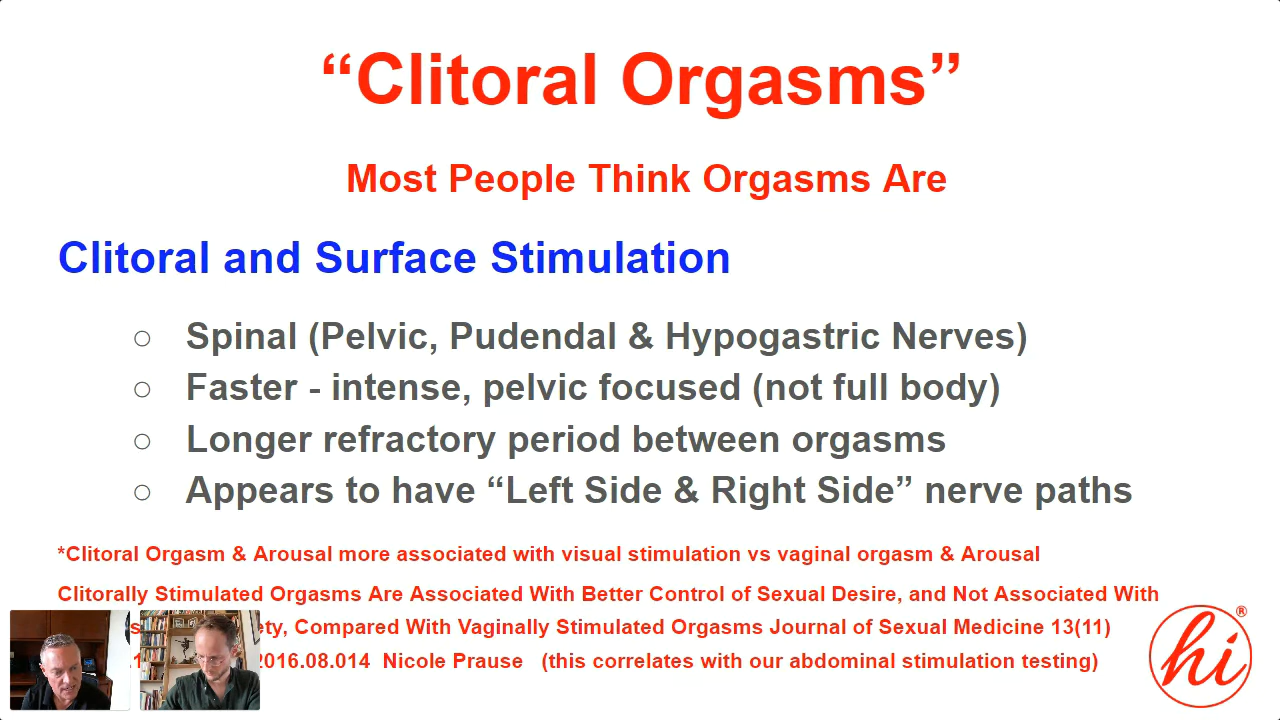 “Clitoral Orgasms”
Most People Think Orgasms Are
Clitoral and Surface Stimulation
○ Spinal (Pelvic, Pudendal & Hypogastric Nerves)
○ Faster - intense, pelvic focused (not full body)
○ Longer refractory period between orgasms
○ Appears to have “Left Side & Right Side” nerve paths
*Clitoral Orgasm & Arousal more associated with visual stimulation vs vaginal orgasm & Arousal
Clitorally Stimulated Orgasms Are Associated With Better Control of Sexual Desire, and Not Associated With
Compared With Vaginally Stimulated Orgasms Journal of Sexual Medicine 13(11)
2016.08.014 Nicole Prause (this correlates with our abdominal stimulation testing)
hi®